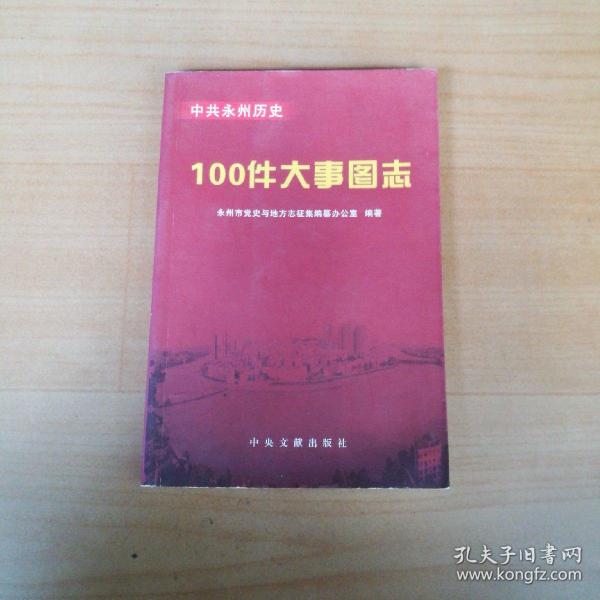 中共永州历史
100件大事图志
永州市党史与地方志征集编纂办公室 编著
中央文献出版社
孔夫子旧书网
www.kongfz.com